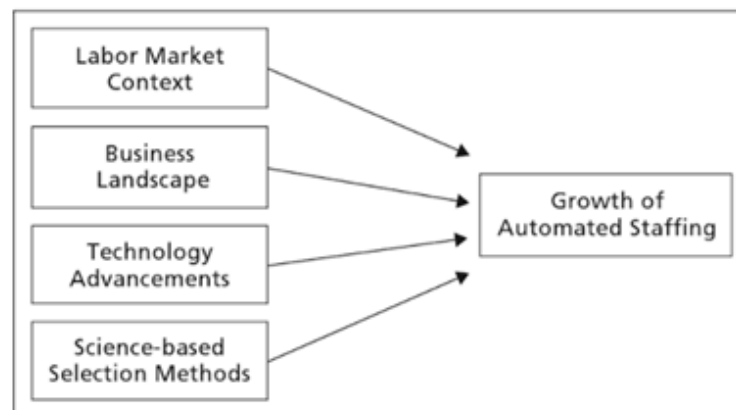 Labor Market
Context
Business
Landscape
Technology
Advancements
Science-based
Selection Methods
Growth of
Automated Staffing